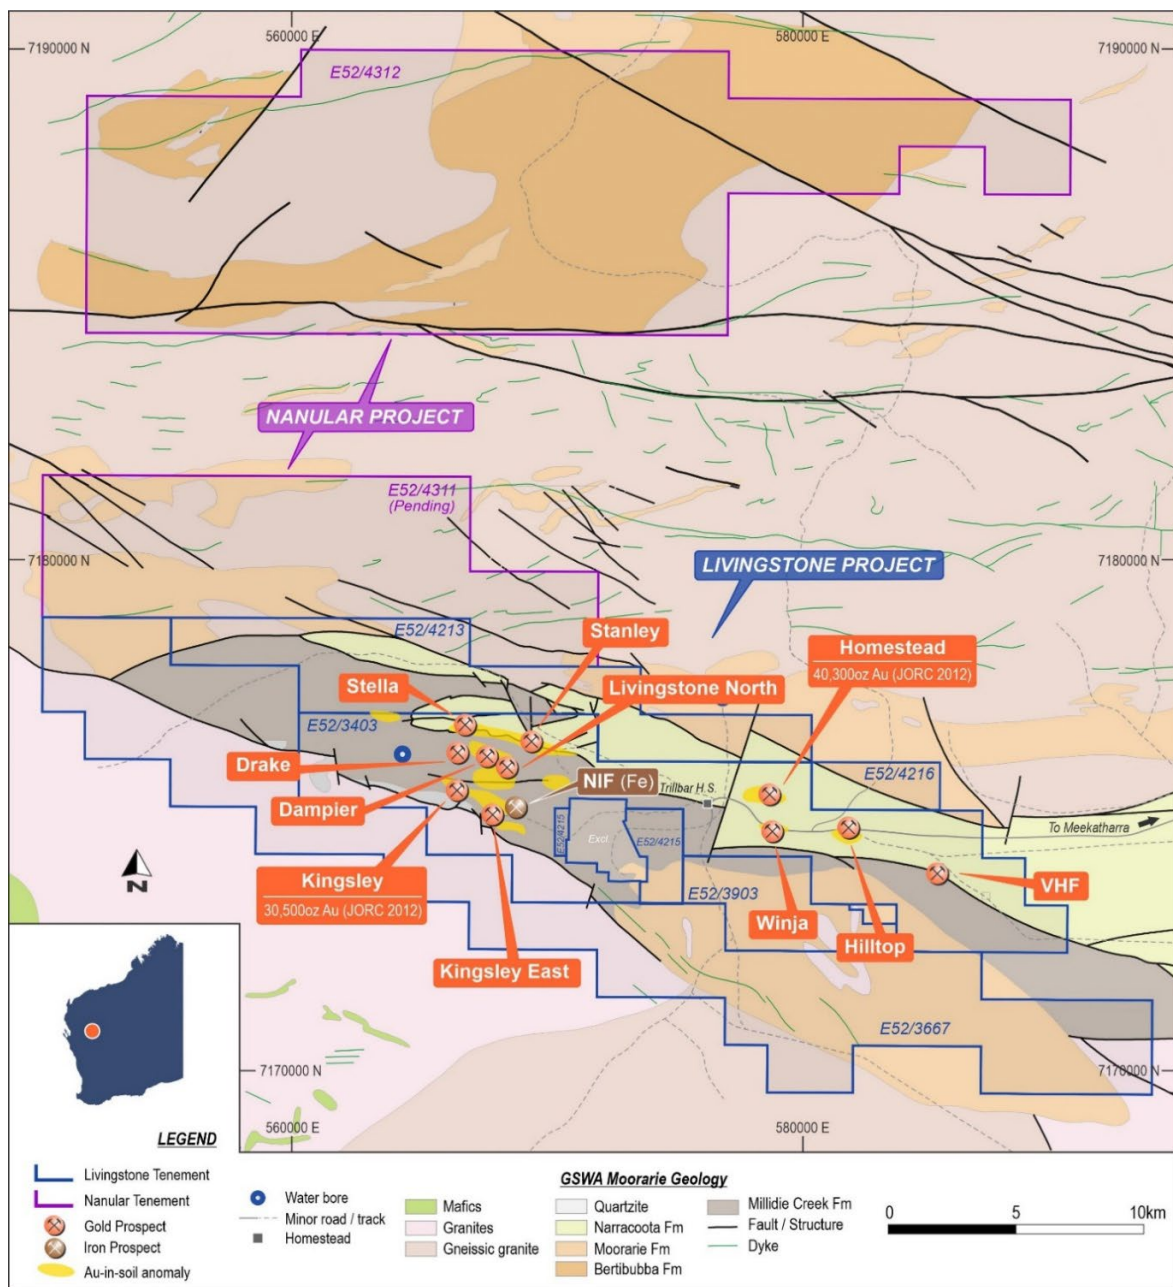 560000 E
580000 E
7190000 N
7190000 N
E52/4312
NANULAR PROJECT
E52/4311
(Pending)
7180000 N
7180000 N
LIVINGSTONE PROJECT
E52/4213
Stanley
Homestead
40,300oz Au (JORC 2012)
Stella
Livingstone North
E52/3403
Drake
NIF (Fe)
Trillbar H.S.
E52/4216
Dampier
To Meekatharra
E52/4215
Excl.
E52/4215
N
Kingsley
30,500oz Au (JORC 2012)
E52/3903
VHF
Winja
Hilltop
Kingsley East
E52/3667
7170000 N
7170000 N
560000 E
580000 E
LEGEND
Livingstone Tenement
Nanular Tenement
Gold Prospect
Iron Prospect
Au-in-soil anomaly
Water bore
Minor road / track
Homestead
GSWA Moorarie Geology
Mafics
Granites
Gneissic granite
Quartzite
Narracoota Fm
Moorarie Fm
Bertibubba Fm
Millidie Creek Fm
Fault / Structure
Dyke
0 5 10km